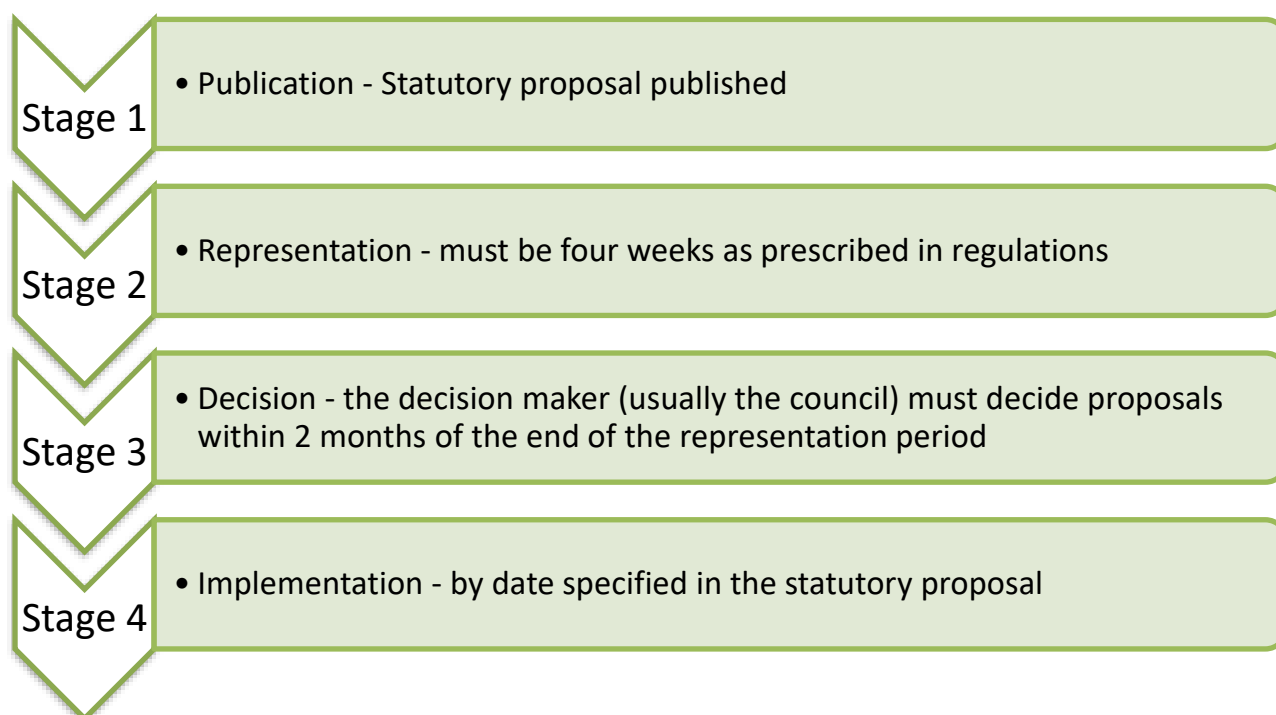 Stage 1
• Publication - Statutory proposal published
Stage 2
• Representation - must be four weeks as prescribed in regulations
Stage 3
• Decision - the decision maker (usually the council) must decide proposals
within 2 months of the end of the representation period
Stage 4
• Implementation - by date specified in the statutory proposal